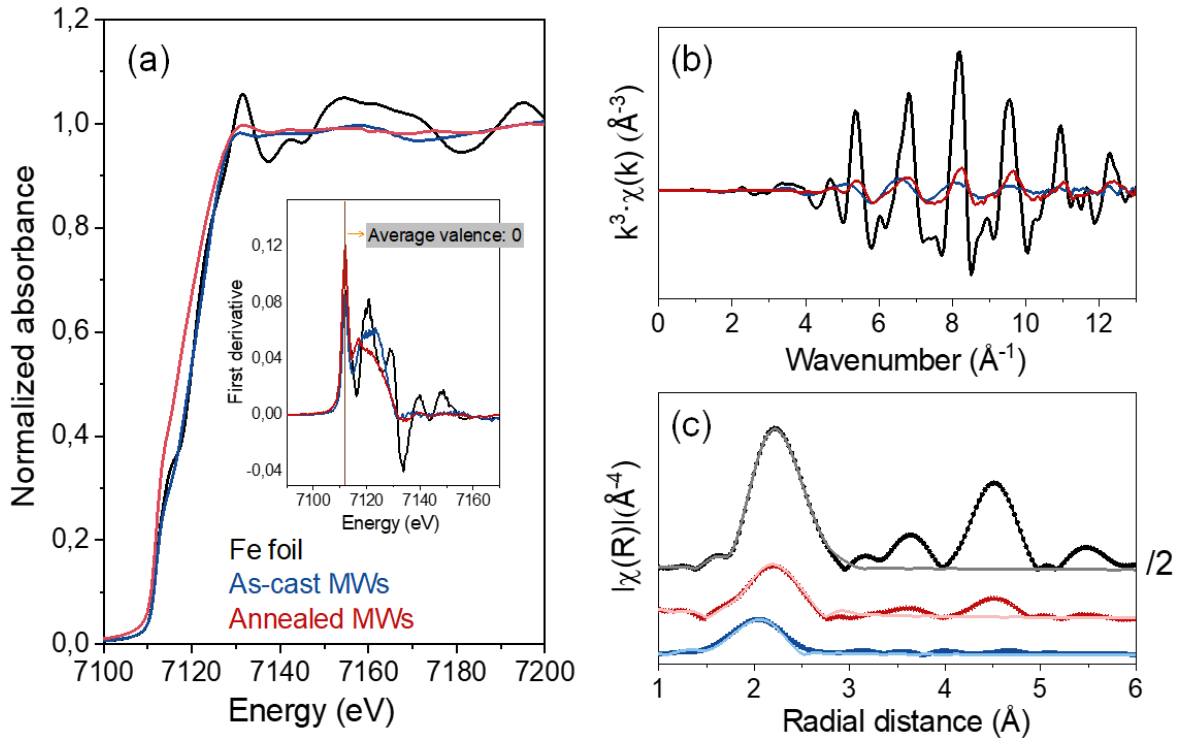 (a)
1,2
1,0
0,8
0,6
0,4
0,2
0,0
Normalized absorbance
7100 7120 7140 7160 7180 7200
Energy (eV)
Fe foil
As-cast MWs
Annealed MWs
Average valence: 0
0,12
0,08
0,04
0,00
-0,04
First derivative
7100 7120 7140 7160
Energy (eV)
(b)
k³·χ(k) (Å⁻³)
0 2 4 6 8 10 12
Wavenumber (Å⁻¹)
(c)
|χ(R)|(Å⁻⁴)
/2
1 2 3 4 5 6
Radial distance (Å)